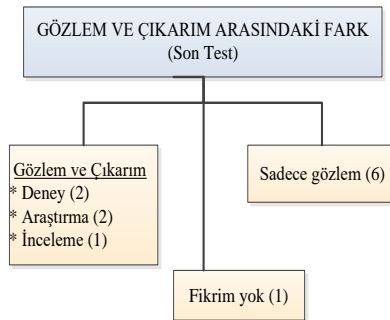 GÖZLEM VE ÇIKARIM ARASINDAKİ FARK
(Son Test)
Gözlem ve Çıkarım
* Deney (2)
* Araştırma (2)
* İnceleme (1)
Sadece gözlem (6)
Fikrim yok (1)